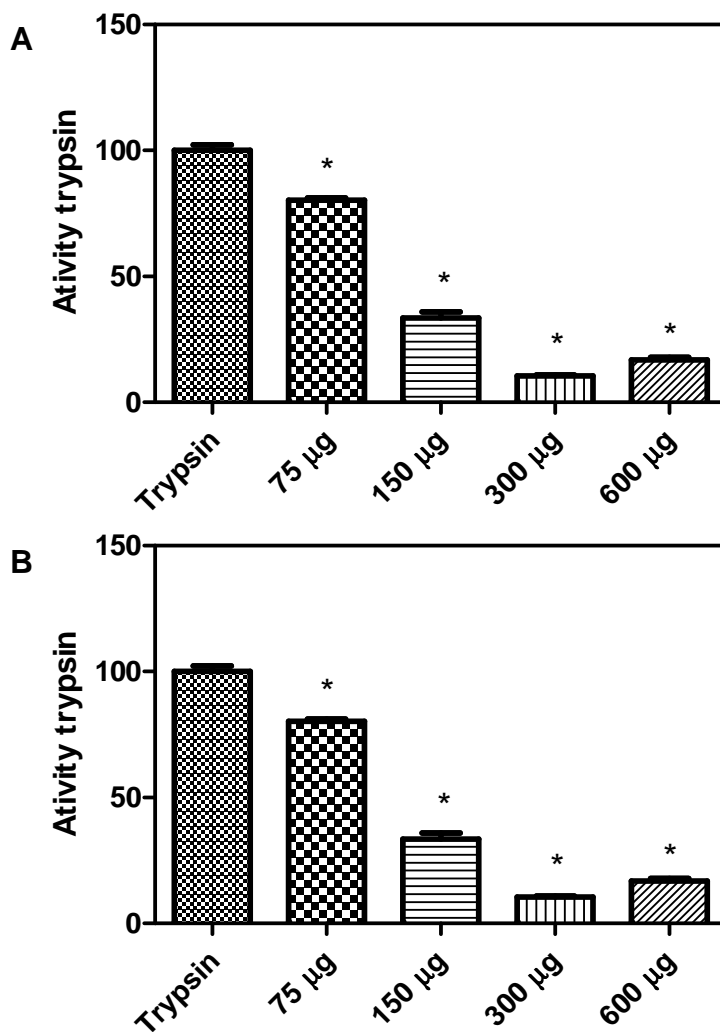 A
150
100
50
0
Ativity trypsin
*
*
*
*
Trypsin
75 µg
150 µg
300 µg
600 µg
B
150
100
50
0
Ativity trypsin
*
*
*
*
Trypsin
75 µg
150 µg
300 µg
600 µg